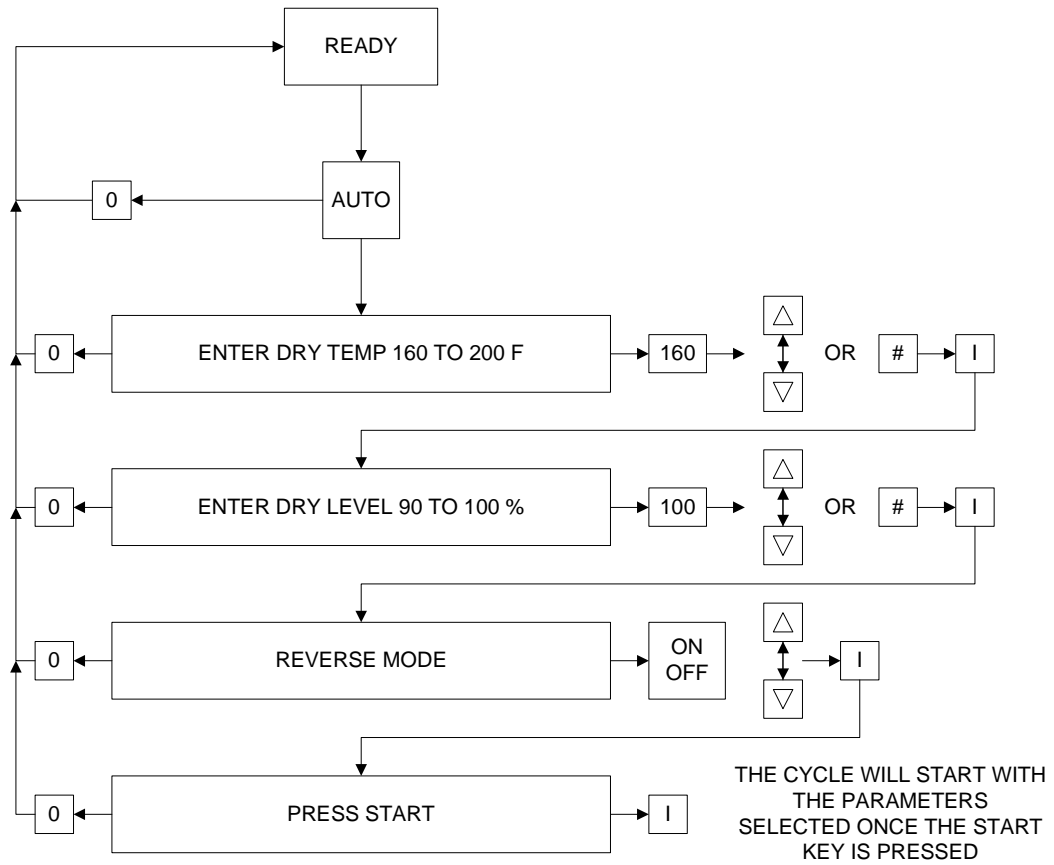 READY
0
AUTO
0
ENTER DRY TEMP 160 TO 200 F
160
OR
#
I
0
ENTER DRY LEVEL 90 TO 100 %
100
OR
#
I
0
REVERSE MODE
ON
OFF
I
0
PRESS START
I
THE CYCLE WILL START WITH
THE PARAMETERS
SELECTED ONCE THE START
KEY IS PRESSED